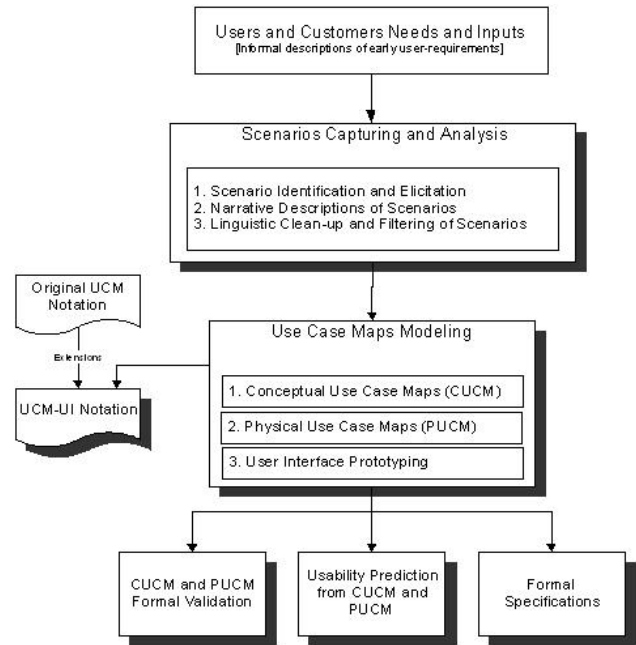 Users and Customers Needs and Inputs
[Informal descriptions of early user-requirements]
Scenarios Capturing and Analysis
1. Scenario Identification and Elicitation
2. Narrative Descriptions of Scenarios
3. Linguistic Clean-up and Filtering of Scenarios
Original UCM
Notation
Extensions
UCM-UI Notation
Use Case Maps Modeling
1. Conceptual Use Case Maps (CUCM)
2. Physical Use Case Maps (PUCM)
3. User Interface Prototyping
CUCM and PUCM
Formal Validation
Usability Prediction
from CUCM and
PUCM
Formal
Specifications